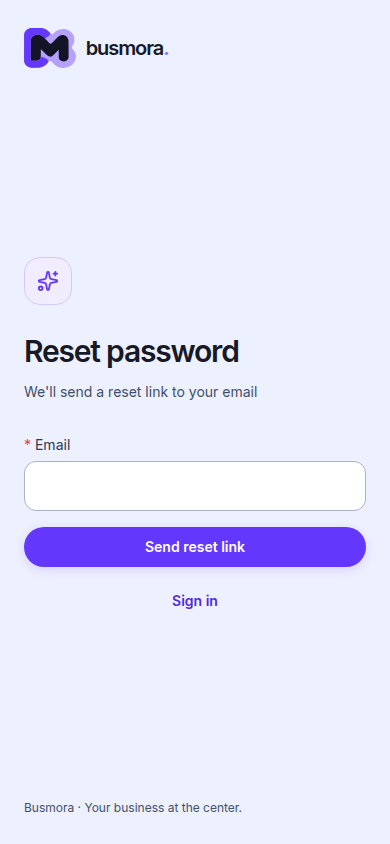 busmora.
Reset password
We'll send a reset link to your email
* Email
Send reset link
Sign in
Busmora · Your business at the center.